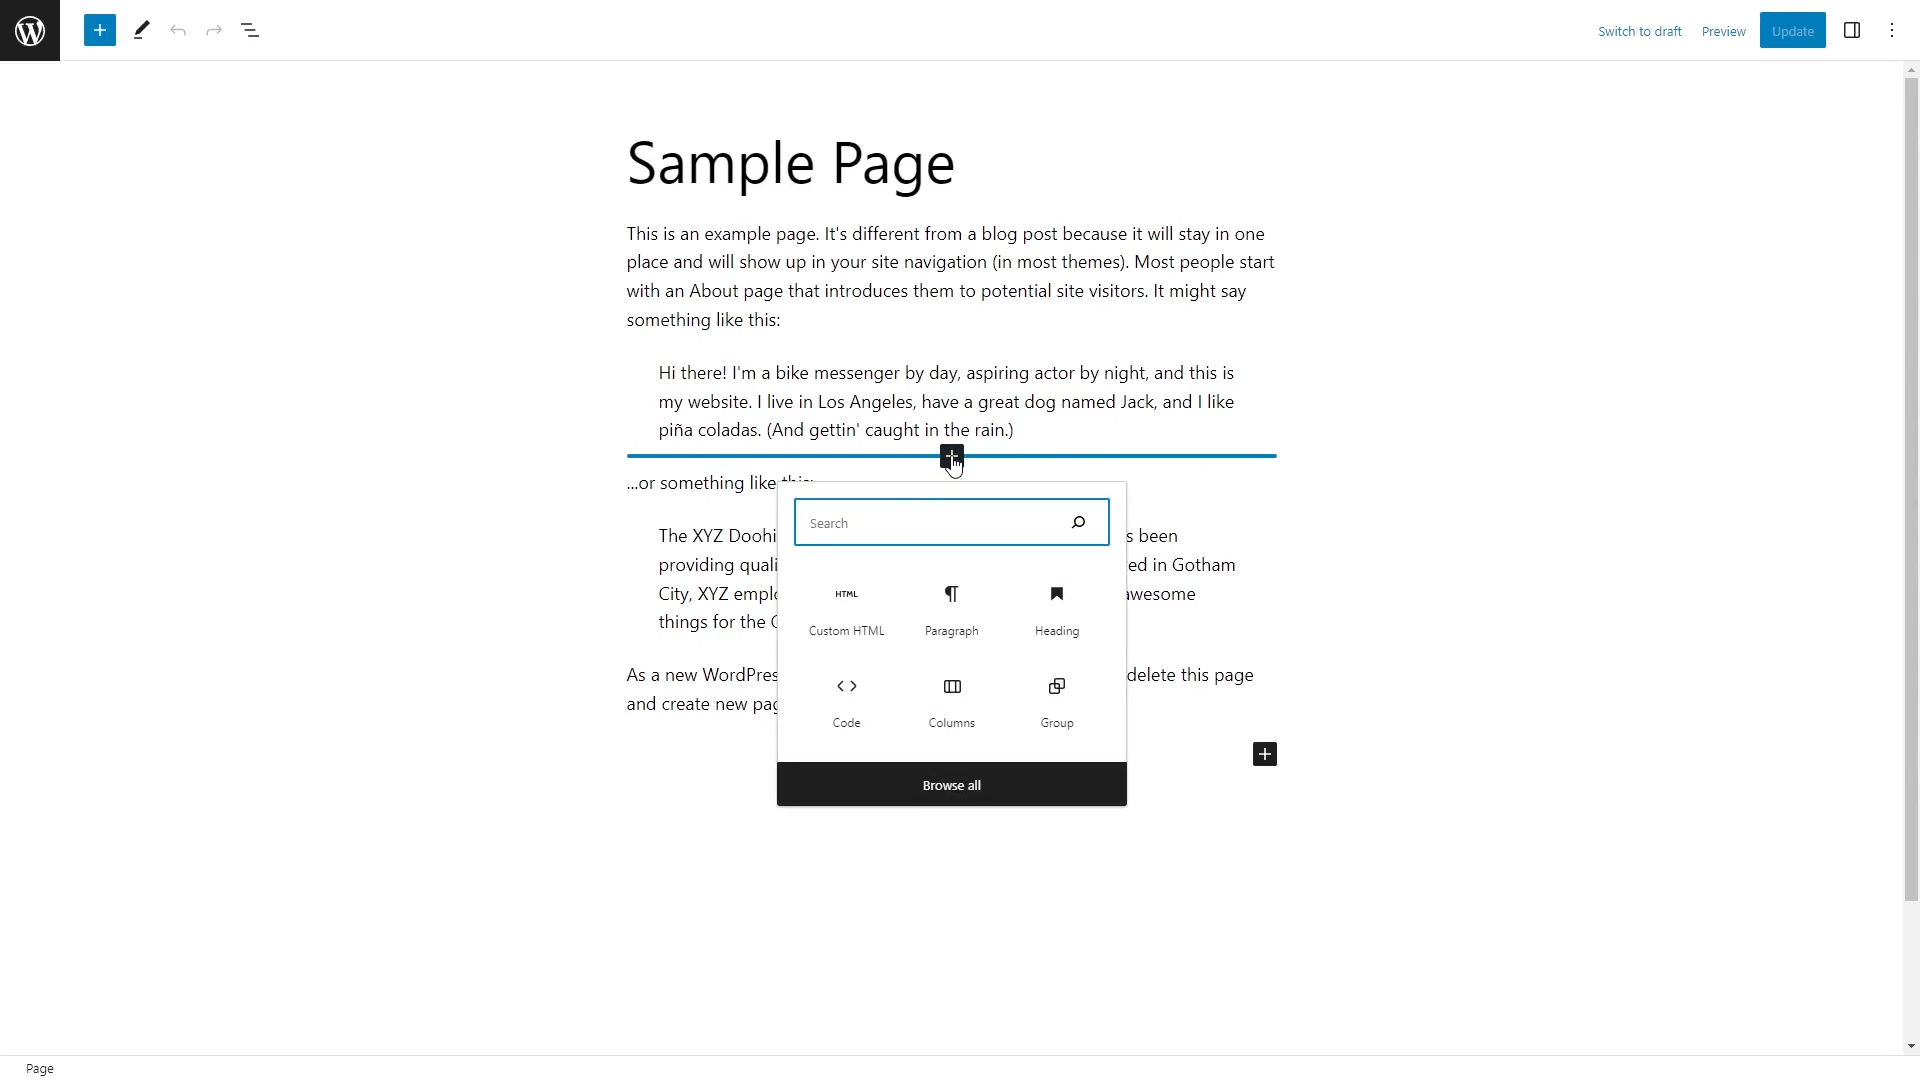 Switch to draft Preview Update
Sample Page
This is an example page. It's different from a blog post because it will stay in one
place and will show up in your site navigation (in most themes). Most people start
with an About page that introduces them to potential site visitors. It might say
something like this:
Hi there! I'm a bike messenger by day, aspiring actor by night, and this is
my website. I live in Los Angeles, have a great dog named Jack, and I like
piña coladas. (And gettin' caught in the rain.)
...or something like
The XYZ s been
providing in Gotham
City, XYZ awesome
things for the
As a new delete this page
and create new
Search
HTML
Custom HTML Paragraph Heading
Code Columns Group
Browse all
Page